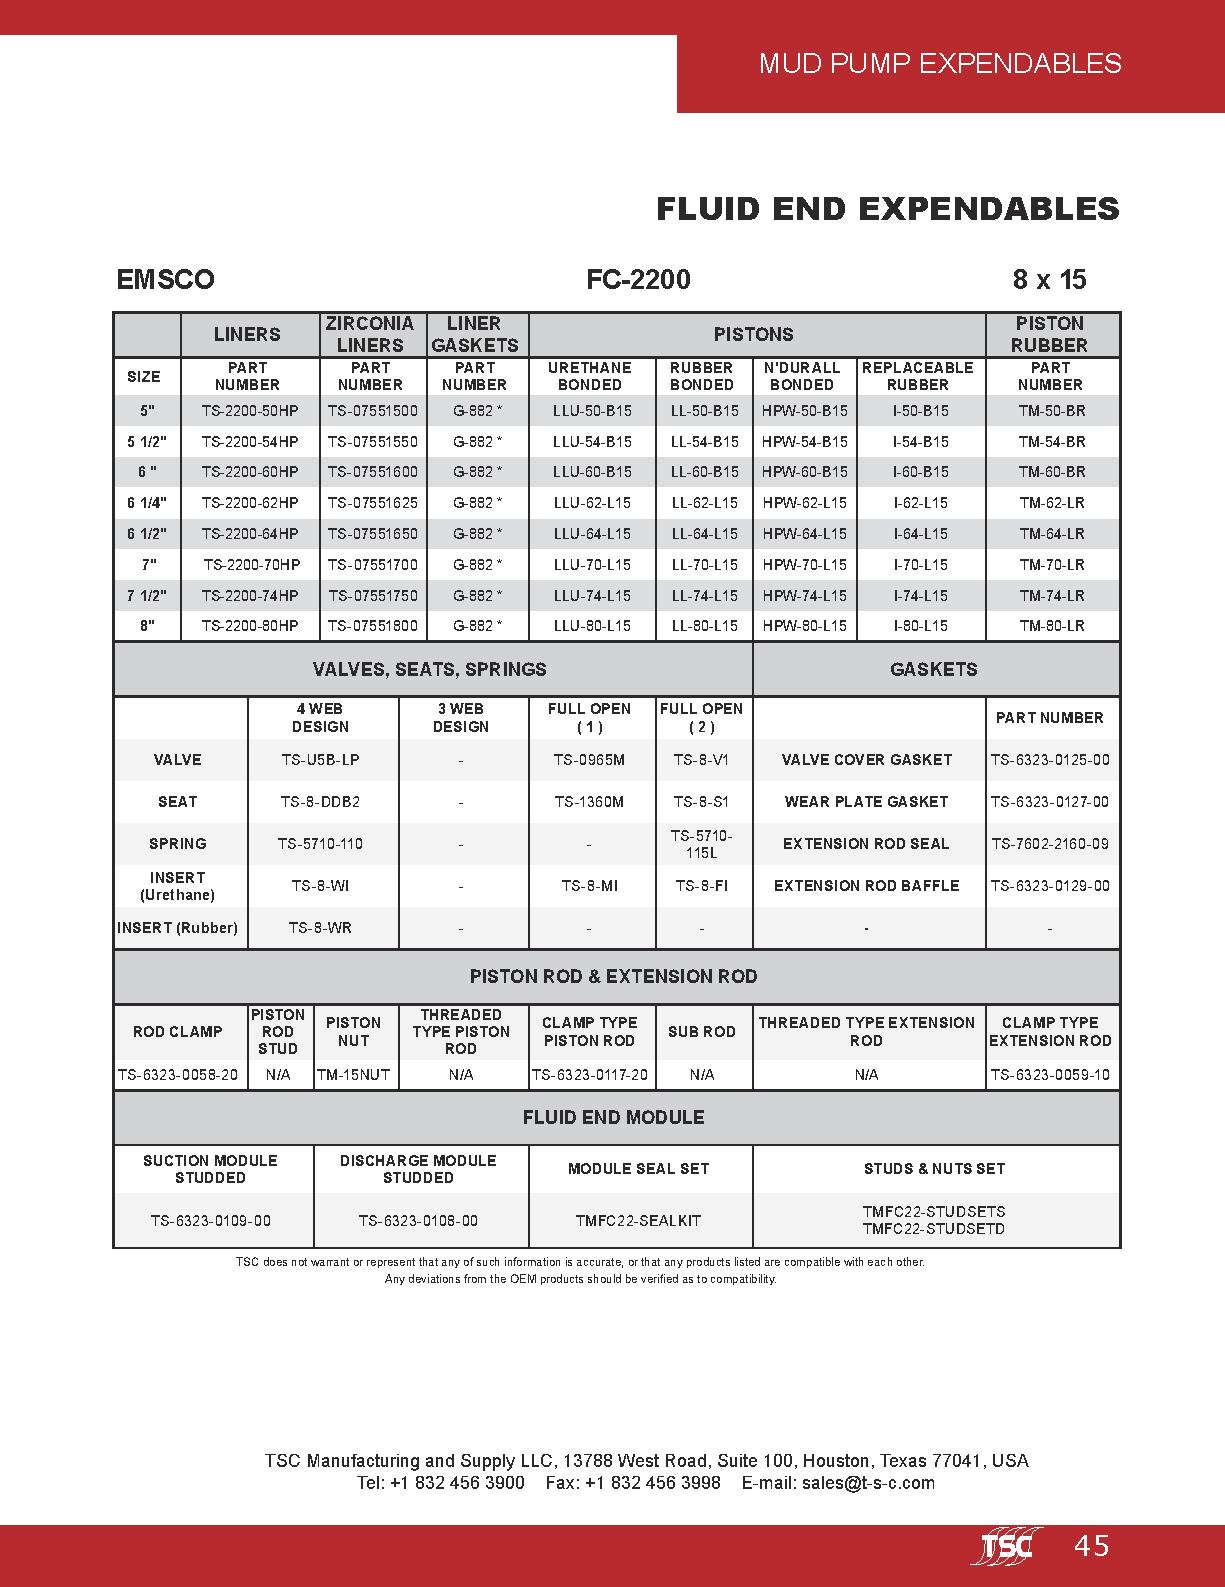 MUD PUMP EXPENDABLES
FLUID END EXPENDABLES
EMSCO FC-2200 8 x 15
LINERS ZIRCONIA LINERS LINER GASKETS PISTONS PISTON RUBBER
SIZE PART NUMBER PART NUMBER PART NUMBER URETHANE BONDED RUBBER BONDED N'DURALL BONDED REPLACEABLE RUBBER PART NUMBER
5" TS-2200-50HP TS-07551500 G-882 * LLU-50-B15 LL-50-B15 HPW-50-B15 I-50-B15 TM-50-BR
5 1/2" TS-2200-54HP TS-07551550 G-882 * LLU-54-B15 LL-54-B15 HPW-54-B15 I-54-B15 TM-54-BR
6 " TS-2200-60HP TS-07551600 G-882 * LLU-60-B15 LL-60-B15 HPW-60-B15 I-60-B15 TM-60-BR
6 1/4" TS-2200-62HP TS-07551625 G-882 * LLU-62-L15 LL-62-L15 HPW-62-L15 I-62-L15 TM-62-LR
6 1/2" TS-2200-64HP TS-07551650 G-882 * LLU-64-L15 LL-64-L15 HPW-64-L15 I-64-L15 TM-64-LR
7" TS-2200-70HP TS-07551700 G-882 * LLU-70-L15 LL-70-L15 HPW-70-L15 I-70-L15 TM-70-LR
7 1/2" TS-2200-74HP TS-07551750 G-882 * LLU-74-L15 LL-74-L15 HPW-74-L15 I-74-L15 TM-74-LR
8" TS-2200-80HP TS-07551800 G-882 * LLU-80-L15 LL-80-L15 HPW-80-L15 I-80-L15 TM-80-LR
VALVES, SEATS, SPRINGS GASKETS
4 WEB DESIGN 3 WEB DESIGN FULL OPEN ( 1 ) FULL OPEN ( 2 ) PART NUMBER
VALVE TS-U5B-LP - TS-0965M TS-8-V1 VALVE COVER GASKET TS-6323-0125-00
SEAT TS-8-DDB2 - TS-1360M TS-8-S1 WEAR PLATE GASKET TS-6323-0127-00
SPRING TS-5710-110 - - TS-5710-115L EXTENSION ROD SEAL TS-7602-2160-09
INSERT (Urethane) TS-8-WI - TS-8-MI TS-8-FI EXTENSION ROD BAFFLE TS-6323-0129-00
INSERT (Rubber) TS-8-WR - - - - -
PISTON ROD & EXTENSION ROD
ROD CLAMP PISTON ROD STUD PISTON NUT THREADED TYPE PISTON ROD CLAMP TYPE PISTON ROD SUB ROD THREADED TYPE EXTENSION ROD CLAMP TYPE EXTENSION ROD
TS-6323-0058-20 N/A TM-15NUT N/A TS-6323-0117-20 N/A N/A TS-6323-0059-10
FLUID END MODULE
SUCTION MODULE STUDDED DISCHARGE MODULE STUDDED MODULE SEAL SET STUDS & NUTS SET
TS-6323-0109-00 TS-6323-0108-00 TMFC22-SEALKIT TMFC22-STUDSETS
TMFC22-STUDSETD
TSC does not warrant or represent that any of such information is accurate, or that any products listed are compatible with each other.
Any deviations from the OEM products should be verified as to compatibility.
TSC Manufacturing and Supply LLC, 13788 West Road, Suite 100, Houston, Texas 77041, USA
Tel: +1 832 456 3900 Fax: +1 832 456 3998 E-mail: sales@t-s-c.com
TSC 45